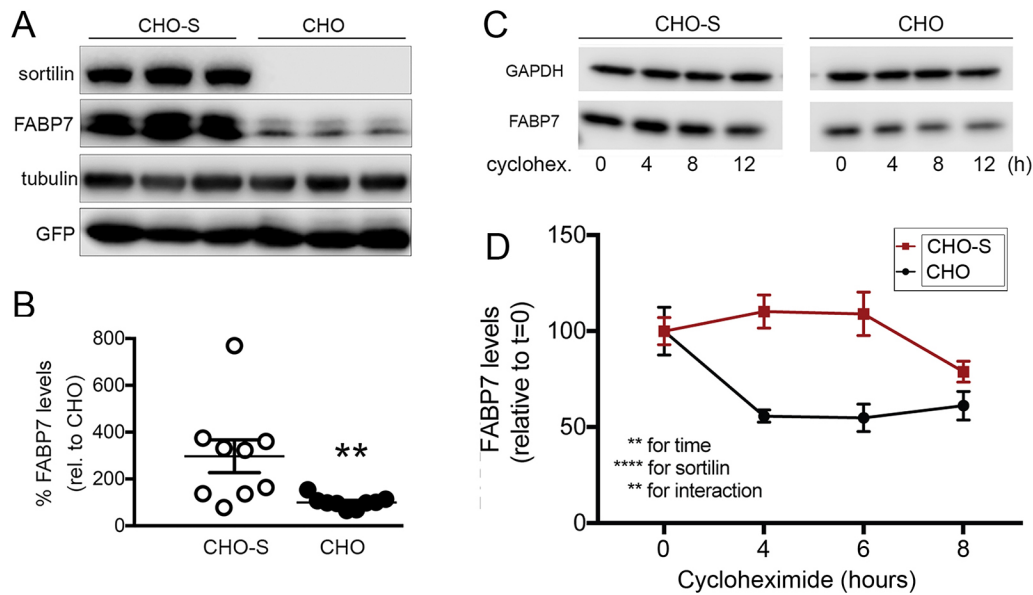 A
CHO-S CHO
sortilin
FABP7
tubulin
GFP
B
% FABP7 levels
(rel. to CHO)
800
600
400
200
0
**
CHO-S CHO
C
CHO-S CHO
GAPDH
FABP7
cyclohex. 0 4 8 12 0 4 8 12 (h)
D
FABP7 levels
(relative to t=0)
150
100
50
0
CHO-S
CHO
** for time
**** for sortilin
** for interaction
0 4 6 8
Cycloheximide (hours)